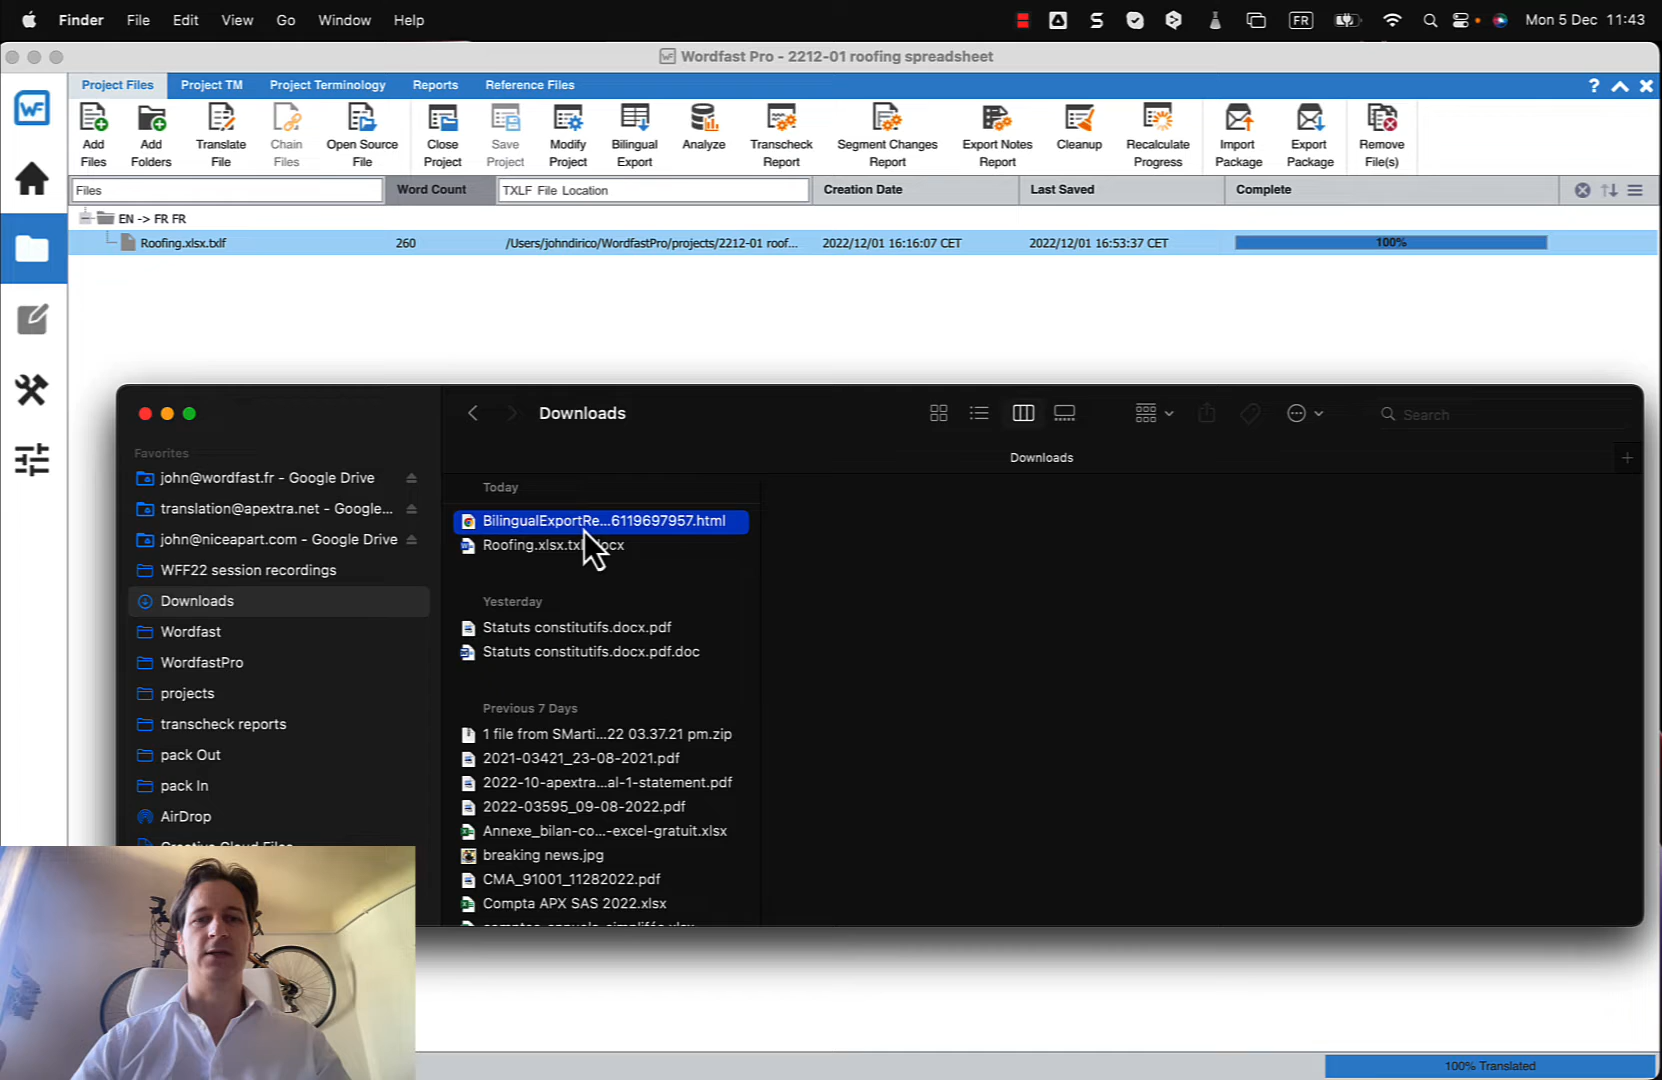 Finder File Edit View Go Window Help
FR Mon 5 Dec 11:43
WF Wordfast Pro - 2212-01 roofing spreadsheet
Project Files Project TM Project Terminology Reports Reference Files
WF
Add Files
Add Folders
Translate File
Chain Files
Open Source File
Close Project
Save Project
Modify Project
Bilingual Export
Analyze
Transcheck Report
Segment Changes Report
Export Notes Report
Cleanup
Recalculate Progress
Import Package
Export Package
Remove File(s)
Files Word Count TXLF File Location Creation Date Last Saved Complete
EN -> FR FR
Roofing.xlsx.txlf 260 /Users/johndirico/WordfastPro/projects/2212-01 roof... 2022/12/01 16:16:07 CET 2022/12/01 16:53:37 CET 100%
Downloads
Search
Downloads
Favorites
john@wordfast.fr - Google Drive
translation@apextra.net - Google...
john@niceapart.com - Google Drive
WFF22 session recordings
Downloads
Wordfast
WordfastPro
projects
transcheck reports
pack Out
pack In
AirDrop
Creative Cloud Files
Today
BilingualExportRe...6119697957.html
Yesterday
Statuts constitutifs.docx.pdf
Statuts constitutifs.docx.pdf.doc
Previous 7 Days
1 file from SMarti...22 03.37.21 pm.zip
2021-03421_23-08-2021.pdf
2022-10-apextra...al-1-statement.pdf
2022-03595_09-08-2022.pdf
Annexe_bilan-co...-excel-gratuit.xlsx
breaking news.jpg
CMA_91001_11282022.pdf
Compta APX SAS 2022.xlsx
100% Translated